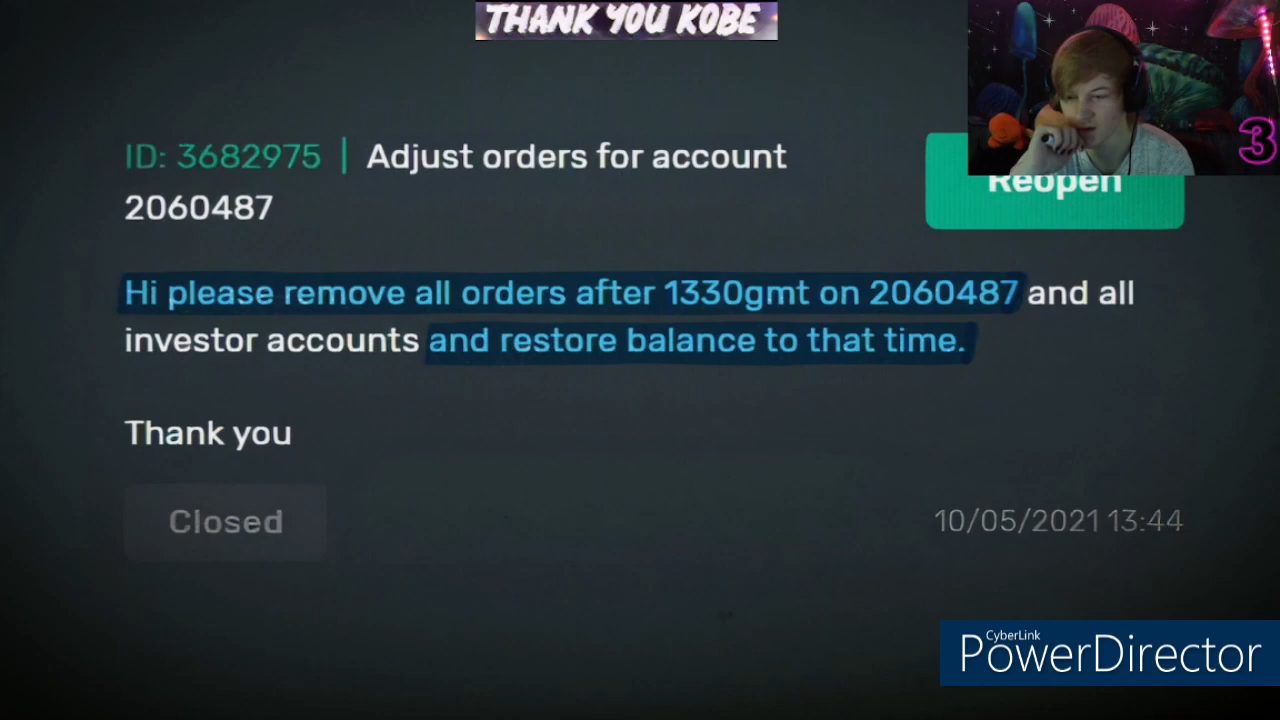 THANK YOU KOBE
3
ID: 3682975 | Adjust orders for account
2060487
Reopen
Hi please remove all orders after 1330gmt on 2060487 and all
investor accounts and restore balance to that time.
Thank you
Closed
10/05/2021 13:44
CyberLink
PowerDirector